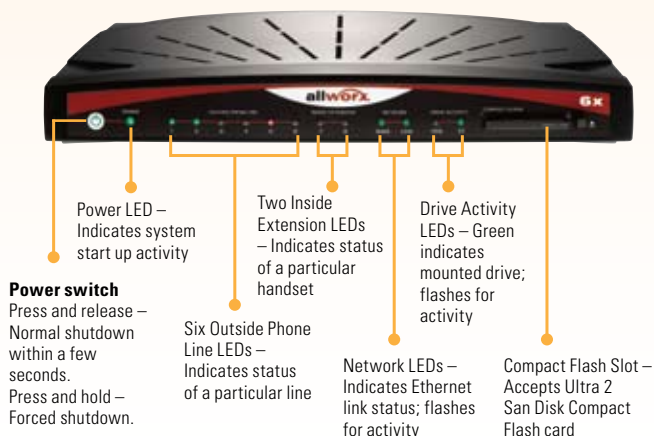 allworx
6x
Power LED –
Indicates system
start up activity
Power switch
Press and release –
Normal shutdown
within a few
seconds.
Press and hold –
Forced shutdown.
Two Inside
Extension LEDs
– Indicates status
of a particular
handset
Six Outside Phone
Line LEDs –
Indicates status
of a particular line
Drive Activity
LEDs – Green
indicates
mounted drive;
flashes for
activity
Network LEDs –
Indicates Ethernet
link status; flashes
for activity
Compact Flash Slot –
Accepts Ultra 2
San Disk Compact
Flash card